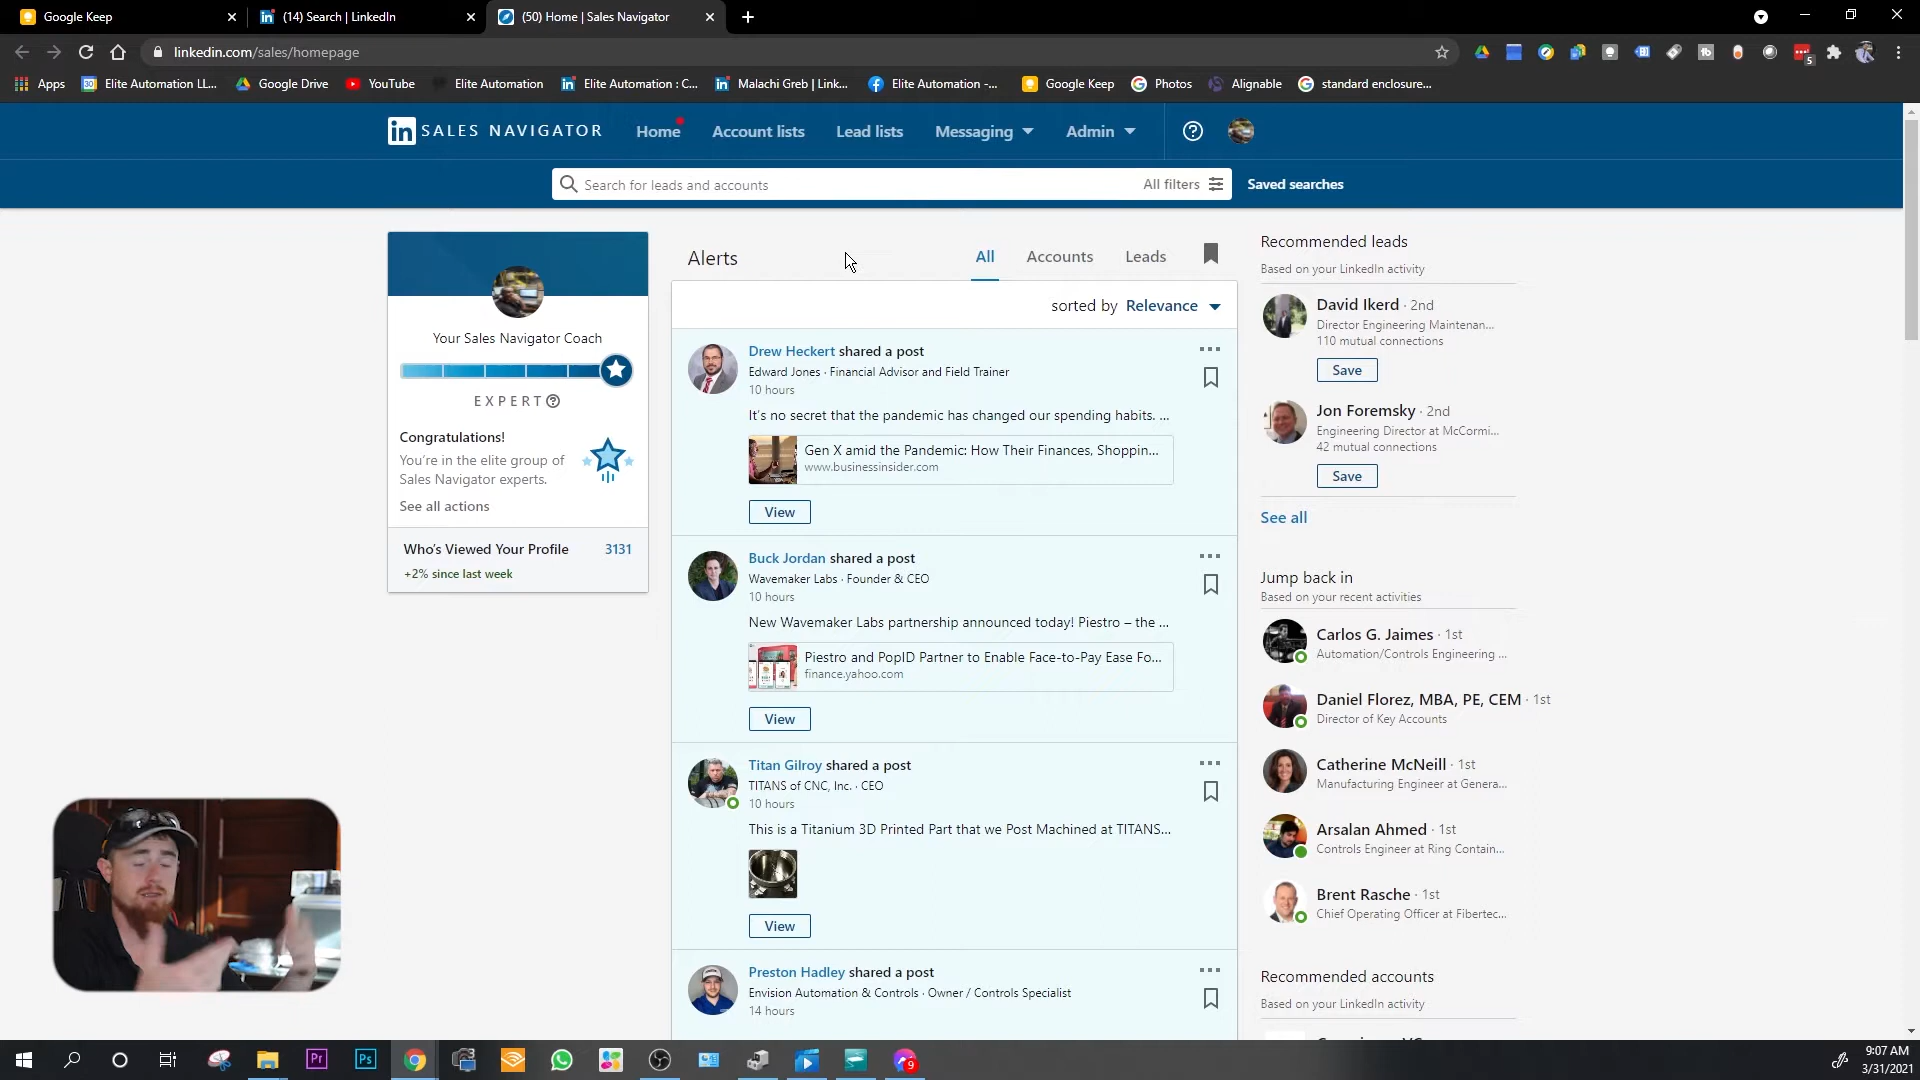 Google Keep
(14) Search | LinkedIn
(50) Home | Sales Navigator
linkedin.com/sales/homepage
5
Apps
Elite Automation LL...
Google Drive
YouTube
Elite Automation
Elite Automation : C...
Malachi Greb | Link...
Elite Automation -...
Google Keep
Photos
Alignable
standard enclosure...
in SALES NAVIGATOR
Home
Account lists
Lead lists
Messaging
Admin
Search for leads and accounts
All filters
Saved searches
Your Sales Navigator Coach
EXPERT
Congratulations!
You're in the elite group of
Sales Navigator experts.
See all actions
Who's Viewed Your Profile 3131
+2% since last week
Alerts
All
Accounts
Leads
sorted by Relevance
Drew Heckert shared a post
Edward Jones · Financial Advisor and Field Trainer
10 hours
It's no secret that the pandemic has changed our spending habits. ...
Gen X amid the Pandemic: How Their Finances, Shoppin...
www.businessinsider.com
View
Buck Jordan shared a post
Wavemaker Labs · Founder & CEO
10 hours
New Wavemaker Labs partnership announced today! Piestro – the ...
Piestro and PopID Partner to Enable Face-to-Pay Ease Fo...
finance.yahoo.com
View
Titan Gilroy shared a post
TITANS of CNC, Inc. · CEO
10 hours
This is a Titanium 3D Printed Part that we Post Machined at TITANS...
View
Preston Hadley shared a post
Envision Automation & Controls · Owner / Controls Specialist
14 hours
Recommended leads
Based on your LinkedIn activity
David Ikerd · 2nd
Director Engineering Maintenan...
110 mutual connections
Save
Jon Foremsky · 2nd
Engineering Director at McCormi...
42 mutual connections
Save
See all
Jump back in
Based on your recent activities
Carlos G. Jaimes · 1st
Automation/Controls Engineering ...
Daniel Florez, MBA, PE, CEM · 1st
Director of Key Accounts
Catherine McNeill · 1st
Manufacturing Engineer at Genera...
Arsalan Ahmed · 1st
Controls Engineer at Ring Contain...
Brent Rasche · 1st
Chief Operating Officer at Fibertec...
Recommended accounts
Based on your LinkedIn activity
Pr
Ps
9
9:07 AM
3/31/2021